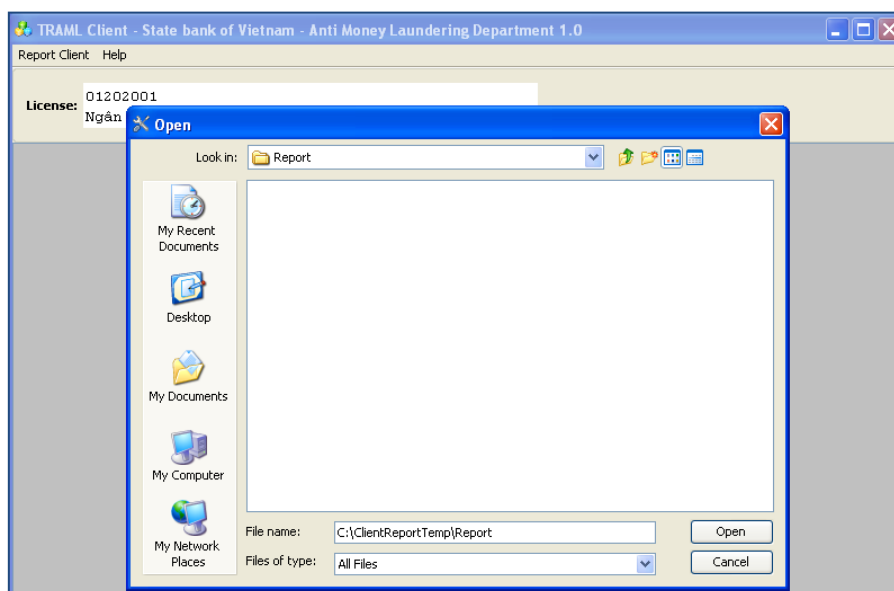 TRAML Client - State bank of Vietnam - Anti Money Laundering Department 1.0
Report Client Help
License: 01202001
Ngân
Open
Look in: Report
My Recent
Documents
Desktop
My Documents
My Computer
My Network
Places
File name: C:\ClientReportTemp\Report Open
Files of type: All Files Cancel